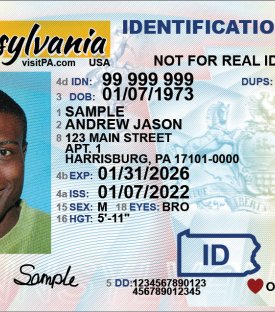 IDENTIFICATIO
sylvania
visitPA.com USA
NOT FOR REAL ID
4d IDN: 99 999 999
DUPS:
3 DOB: 01/07/1973
1 SAMPLE
2 ANDREW JASON
8 123 MAIN STREET
APT. 1
HARRISBURG, PA 17101-0000
4b EXP: 01/31/2026
4a ISS: 01/07/2022
15 SEX: M 18 EYES: BRO
16 HGT: 5'-11"
ID
Sample
5 DD: 1234567890123
456789012345
O